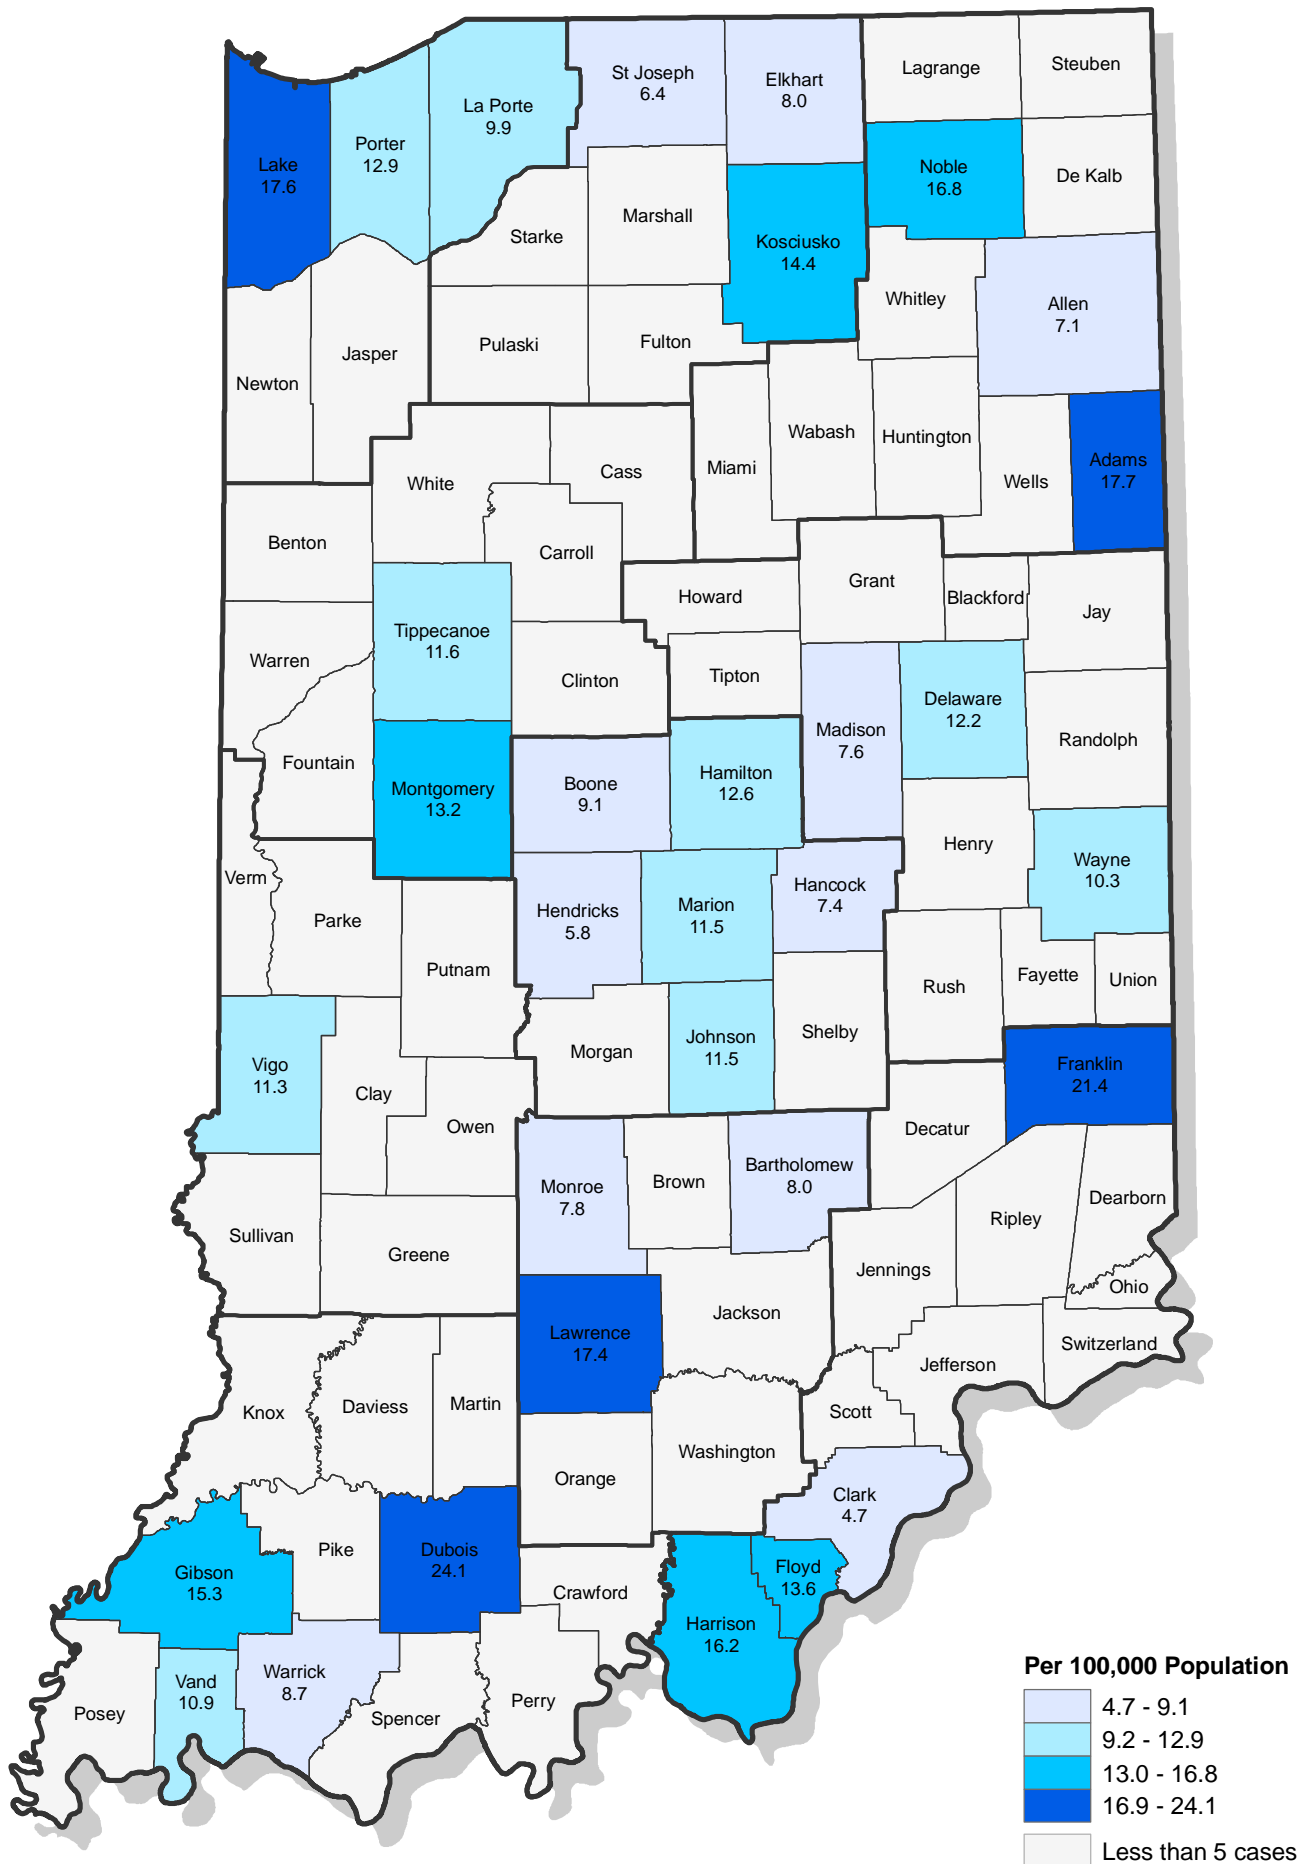 St Joseph
6.4
Elkhart
8.0
Lagrange
Steuben
La Porte
9.9
Porter
12.9
Lake
17.6
Noble
16.8
De Kalb
Marshall
Starke
Kosciusko
14.4
Whitley
Allen
7.1
Newton
Jasper
Pulaski
Fulton
Wabash
Huntington
Miami
Wells
Adams
17.7
White
Cass
Benton
Carroll
Howard
Grant
Blackford
Jay
Warren
Tippecanoe
11.6
Clinton
Tipton
Madison
7.6
Delaware
12.2
Randolph
Fountain
Montgomery
13.2
Boone
9.1
Hamilton
12.6
Henry
Wayne
10.3
Verm
Parke
Putnam
Hendricks
5.8
Marion
11.5
Hancock
7.4
Rush
Fayette
Union
Vigo
11.3
Clay
Owen
Morgan
Johnson
11.5
Shelby
Franklin
21.4
Decatur
Monroe
7.8
Brown
Bartholomew
8.0
Ripley
Dearborn
Sullivan
Greene
Jennings
Ohio
Lawrence
17.4
Jackson
Jefferson
Switzerland
Knox
Daviess
Martin
Scott
Orange
Washington
Clark
4.7
Gibson
15.3
Pike
Dubois
24.1
Crawford
Floyd
13.6
Harrison
16.2
Posey
Vand
10.9
Warrick
8.7
Spencer
Perry
Per 100,000 Population
4.7 - 9.1
9.2 - 12.9
13.0 - 16.8
16.9 - 24.1
Less than 5 cases